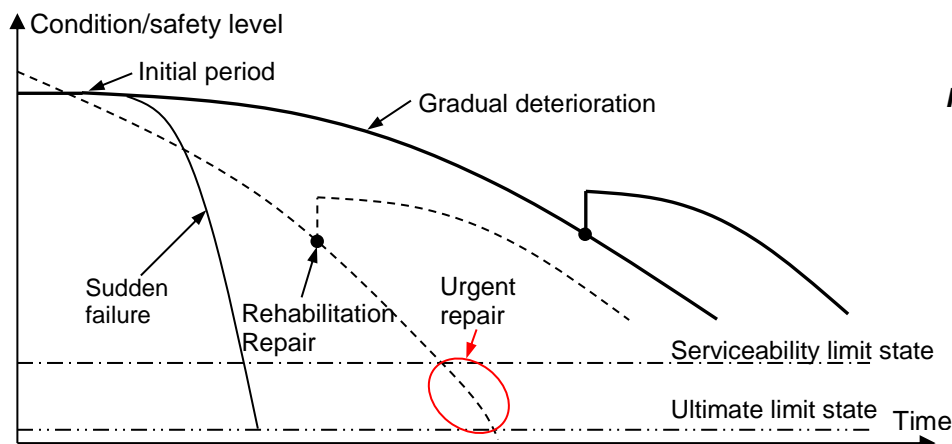 Condition/safety level
Initial period
Gradual deterioration
Sudden
failure
Rehabilitation
Repair
Urgent
repair
Serviceability limit state
Ultimate limit state
Time